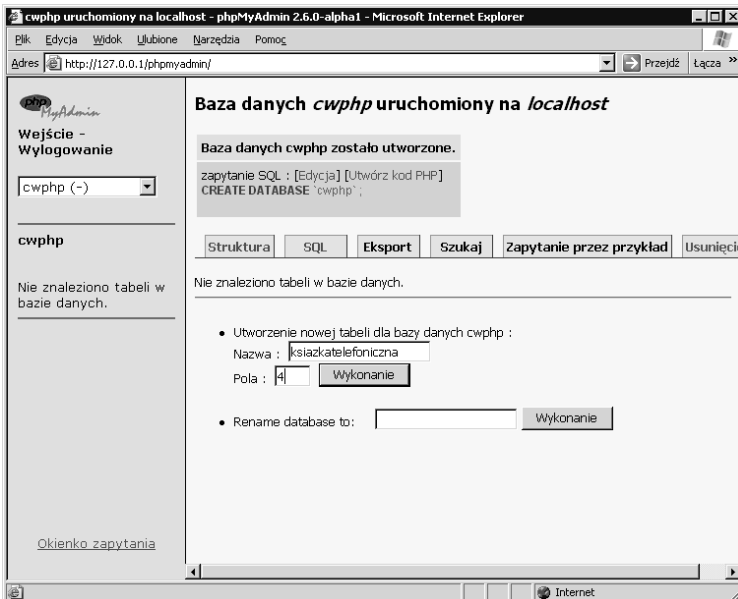 cwphp uruchomiony na localhost - phpMyAdmin 2.6.0-alpha1 - Microsoft Internet Explorer
Plik Edycja Widok Ulubione Narzędzia Pomoc
Adres http://127.0.0.1/phpmyadmin/ Przejdź Łącza »
php
MyAdmin
Wejście -
Wylogowanie
cwphp (-)
cwphp
Nie znaleziono tabeli w
bazie danych.
Okienko zapytania
Baza danych cwphp uruchomiony na localhost
Baza danych cwphp zostało utworzone.
zapytanie SQL : [Edycja] [Utwórz kod PHP]
CREATE DATABASE `cwphp` ;
Struktura SQL Eksport Szukaj Zapytanie przez przykład Usunięci
Nie znaleziono tabeli w bazie danych.
• Utworzenie nowej tabeli dla bazy danych cwphp :
Nazwa : ksiazkatelefoniczna
Pola : 4 Wykonanie
• Rename database to: Wykonanie
Internet